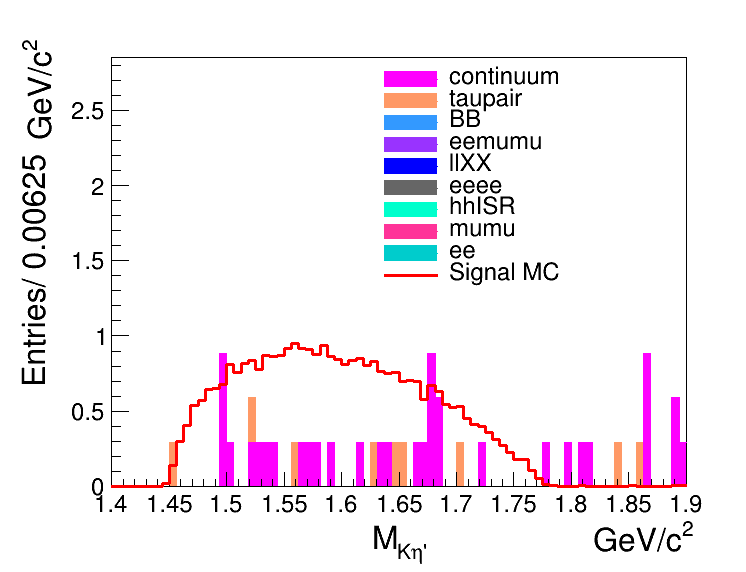 Entries/ 0.00625 GeV/c²
2.5
2
1.5
1
0.5
0
continuum
taupair
BB
eemumu
llXX
eeee
hhISR
mumu
ee
Signal MC
1.4 1.45 1.5 1.55 1.6 1.65 1.7 1.75 1.8 1.85 1.9
M_Kη'
GeV/c²